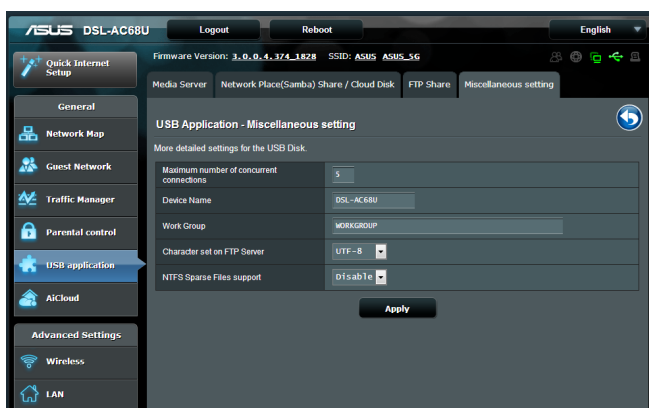 ASUS DSL-AC68U Logout Reboot English
Quick Internet Setup
Firmware Version: 3.0.0.4.374_1828 SSID: ASUS ASUS_5G
Media Server Network Place(Samba) Share / Cloud Disk FTP Share Miscellaneous setting
General
Network Map
Guest Network
Traffic Manager
Parental control
USB application
AiCloud
Advanced Settings
Wireless
LAN
USB Application - Miscellaneous setting
More detailed settings for the USB Disk.
Maximum number of concurrent connections 5
Device Name DSL-AC68U
Work Group WORKGROUP
Character set on FTP Server UTF-8
NTFS Sparse Files support Disable
Apply